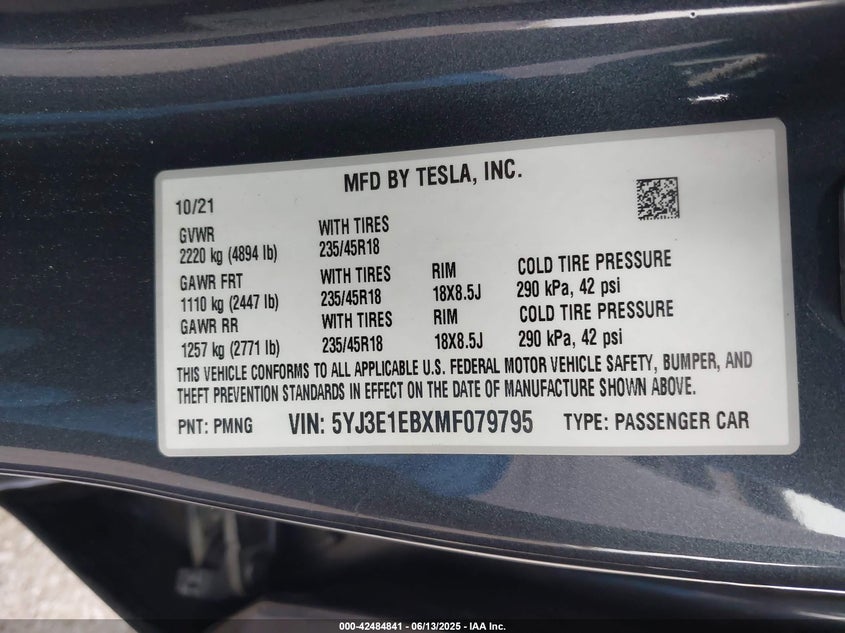 MFD BY TESLA, INC.
10/21
GVWR WITH TIRES
2220 kg (4894 lb) 235/45R18
GAWR FRT WITH TIRES RIM COLD TIRE PRESSURE
1110 kg (2447 lb) 235/45R18 18X8.5J 290 kPa, 42 psi
GAWR RR WITH TIRES RIM COLD TIRE PRESSURE
1257 kg (2771 lb) 235/45R18 18X8.5J 290 kPa, 42 psi
THIS VEHICLE CONFORMS TO ALL APPLICABLE U.S. FEDERAL MOTOR VEHICLE SAFETY, BUMPER, AND
THEFT PREVENTION STANDARDS IN EFFECT ON THE DATE OF MANUFACTURE SHOWN ABOVE.
PNT: PMNG VIN: 5YJ3E1EBXMF079795 TYPE: PASSENGER CAR
000-42484841 - 06/13/2025 - IAA Inc.